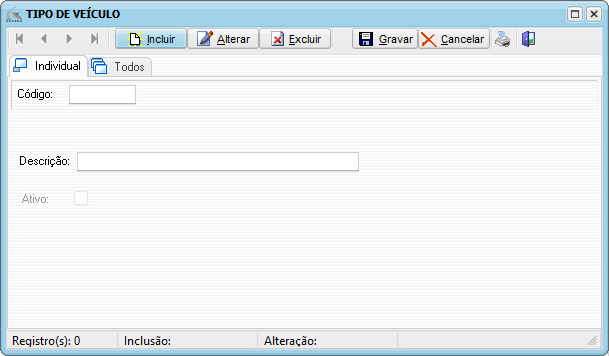 TIPO DE VEÍCULO
Incluir Alterar Excluir Gravar Cancelar
Individual Todos
Código:
Descrição:
Ativo:
Registro(s): 0 Inclusão: Alteração: